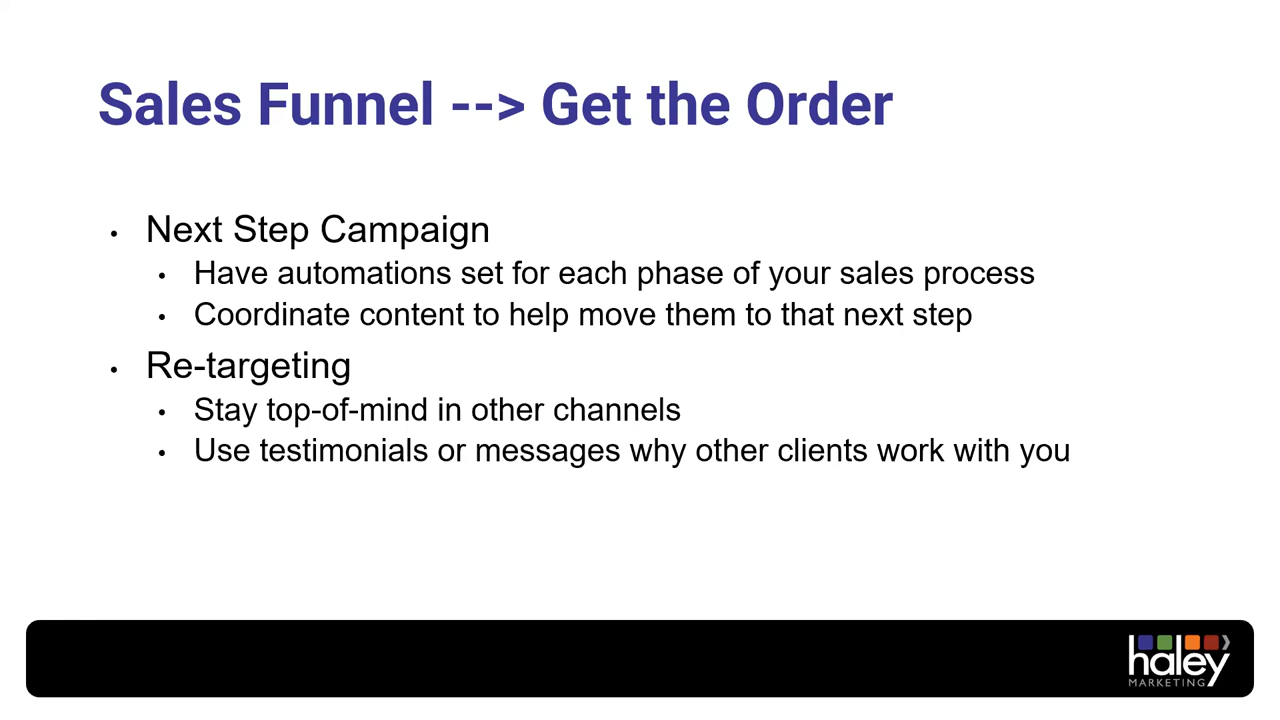 Sales Funnel --> Get the Order
• Next Step Campaign
• Have automations set for each phase of your sales process
• Coordinate content to help move them to that next step
• Re-targeting
• Stay top-of-mind in other channels
• Use testimonials or messages why other clients work with you
haley
MARKETING